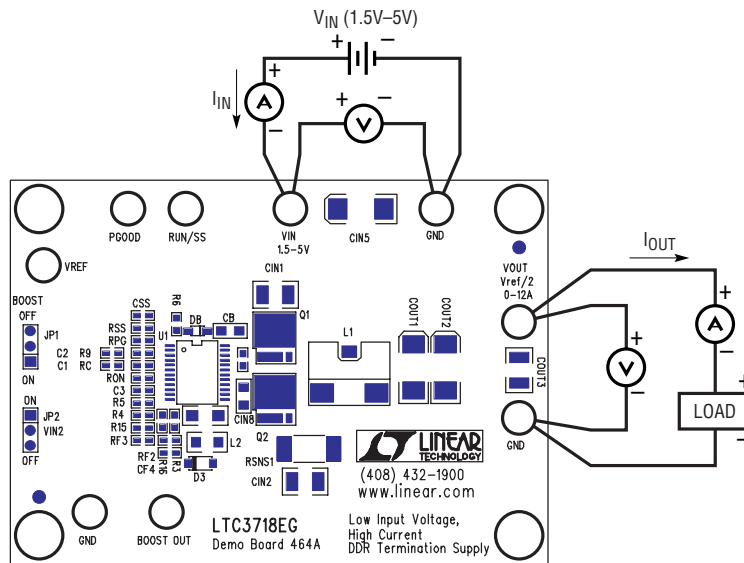 VIN (1.5V–5V)
+ –
+
IIN
A
–
+ V –
PGOOD
RUN/SS
VIN
1.5-5V
CIN5
GND
VREF
VOUT
Vref/2
0-12A
IOUT
BOOST
OFF
JP1
ON
CSS
R6
DB
CB
CIN1
Q1
U1
RSS
RPG
C2 R9
C1 RC
RON
C3
R5
R4
R15
RF3
L1
COUT1
COUT2
COUT3
+
A
–
+
V
–
+
LOAD
–
ON
JP2
VIN2
OFF
CIN8
Q2
L2
RF2
CF4
R16
R3
D3
RSNS1
CIN2
GND
LINEAR
TECHNOLOGY
(408) 432-1900
www.linear.com
GND
BOOST OUT
LTC3718EG
Demo Board 464A
Low Input Voltage,
High Current
DDR Termination Supply